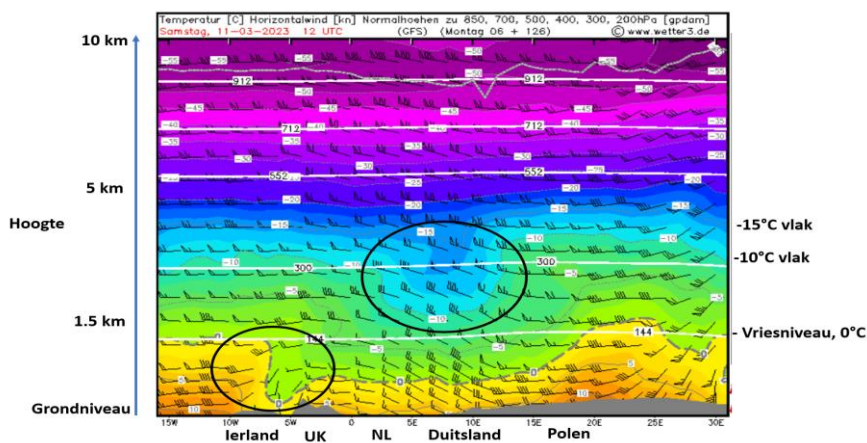 Temperatur [C] Horizontalwind [kn] Normalhoehen zu 850, 700, 500, 400, 300, 200hPa [gpdam]
Samstag, 11-03-2023 12 UTC (GFS) (Montag 06 + 126) © www.wetter3.de
10 km
912 912
712 712
552 552
5 km
Hoogte
-15°C vlak
-10°C vlak
300 300
1.5 km
144 144
- Vriesniveau, 0°C
Grondniveau
15W 10W 5W 0 5E 10E 15E 20E 25E 30E
Ierland UK NL Duitsland Polen